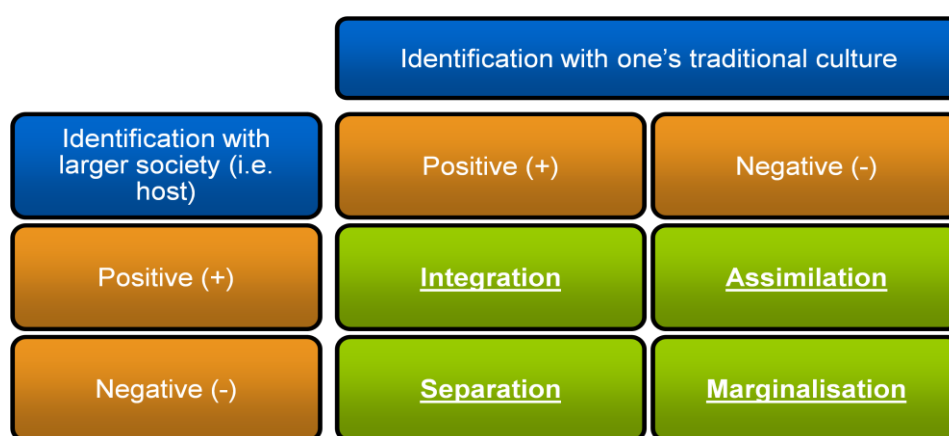 Identification with one's traditional culture
Identification with
larger society (i.e.
host)
Positive (+)
Negative (-)
Positive (+)
Integration
Assimilation
Negative (-)
Separation
Marginalisation